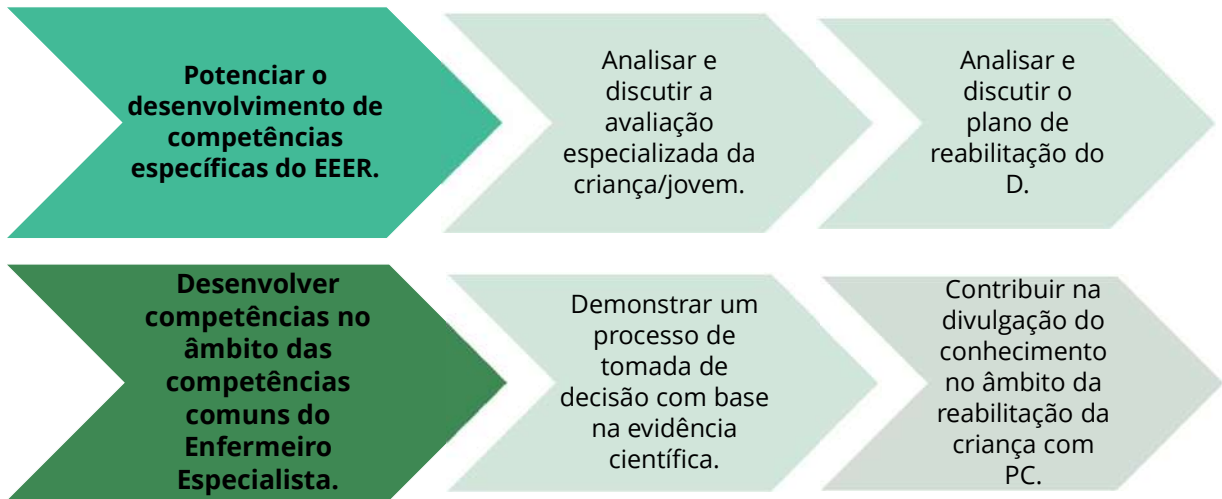 Potenciar o
desenvolvimento de
competências
específicas do EEER.
Analisar e
discutir a
avaliação
especializada da
criança/jovem.
Analisar e
discutir o
plano de
reabilitação do
D.
Desenvolver
competências no
âmbito das
competências
comuns do
Enfermeiro
Especialista.
Demonstrar um
processo de
tomada de
decisão com base
na evidência
científica.
Contribuir na
divulgação do
conhecimento
no âmbito da
reabilitação da
criança com
PC.